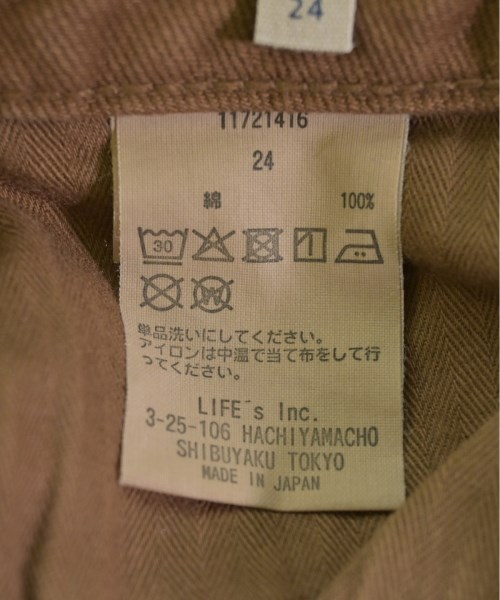 24
11721416
24
綿 100%
30
W
単品洗いにしてください。
アイロンは中温で当て布をして行
ってください。
LIFE´s Inc.
3-25-106 HACHIYAMACHO
SHIBUYAKU TOKYO
MADE IN JAPAN